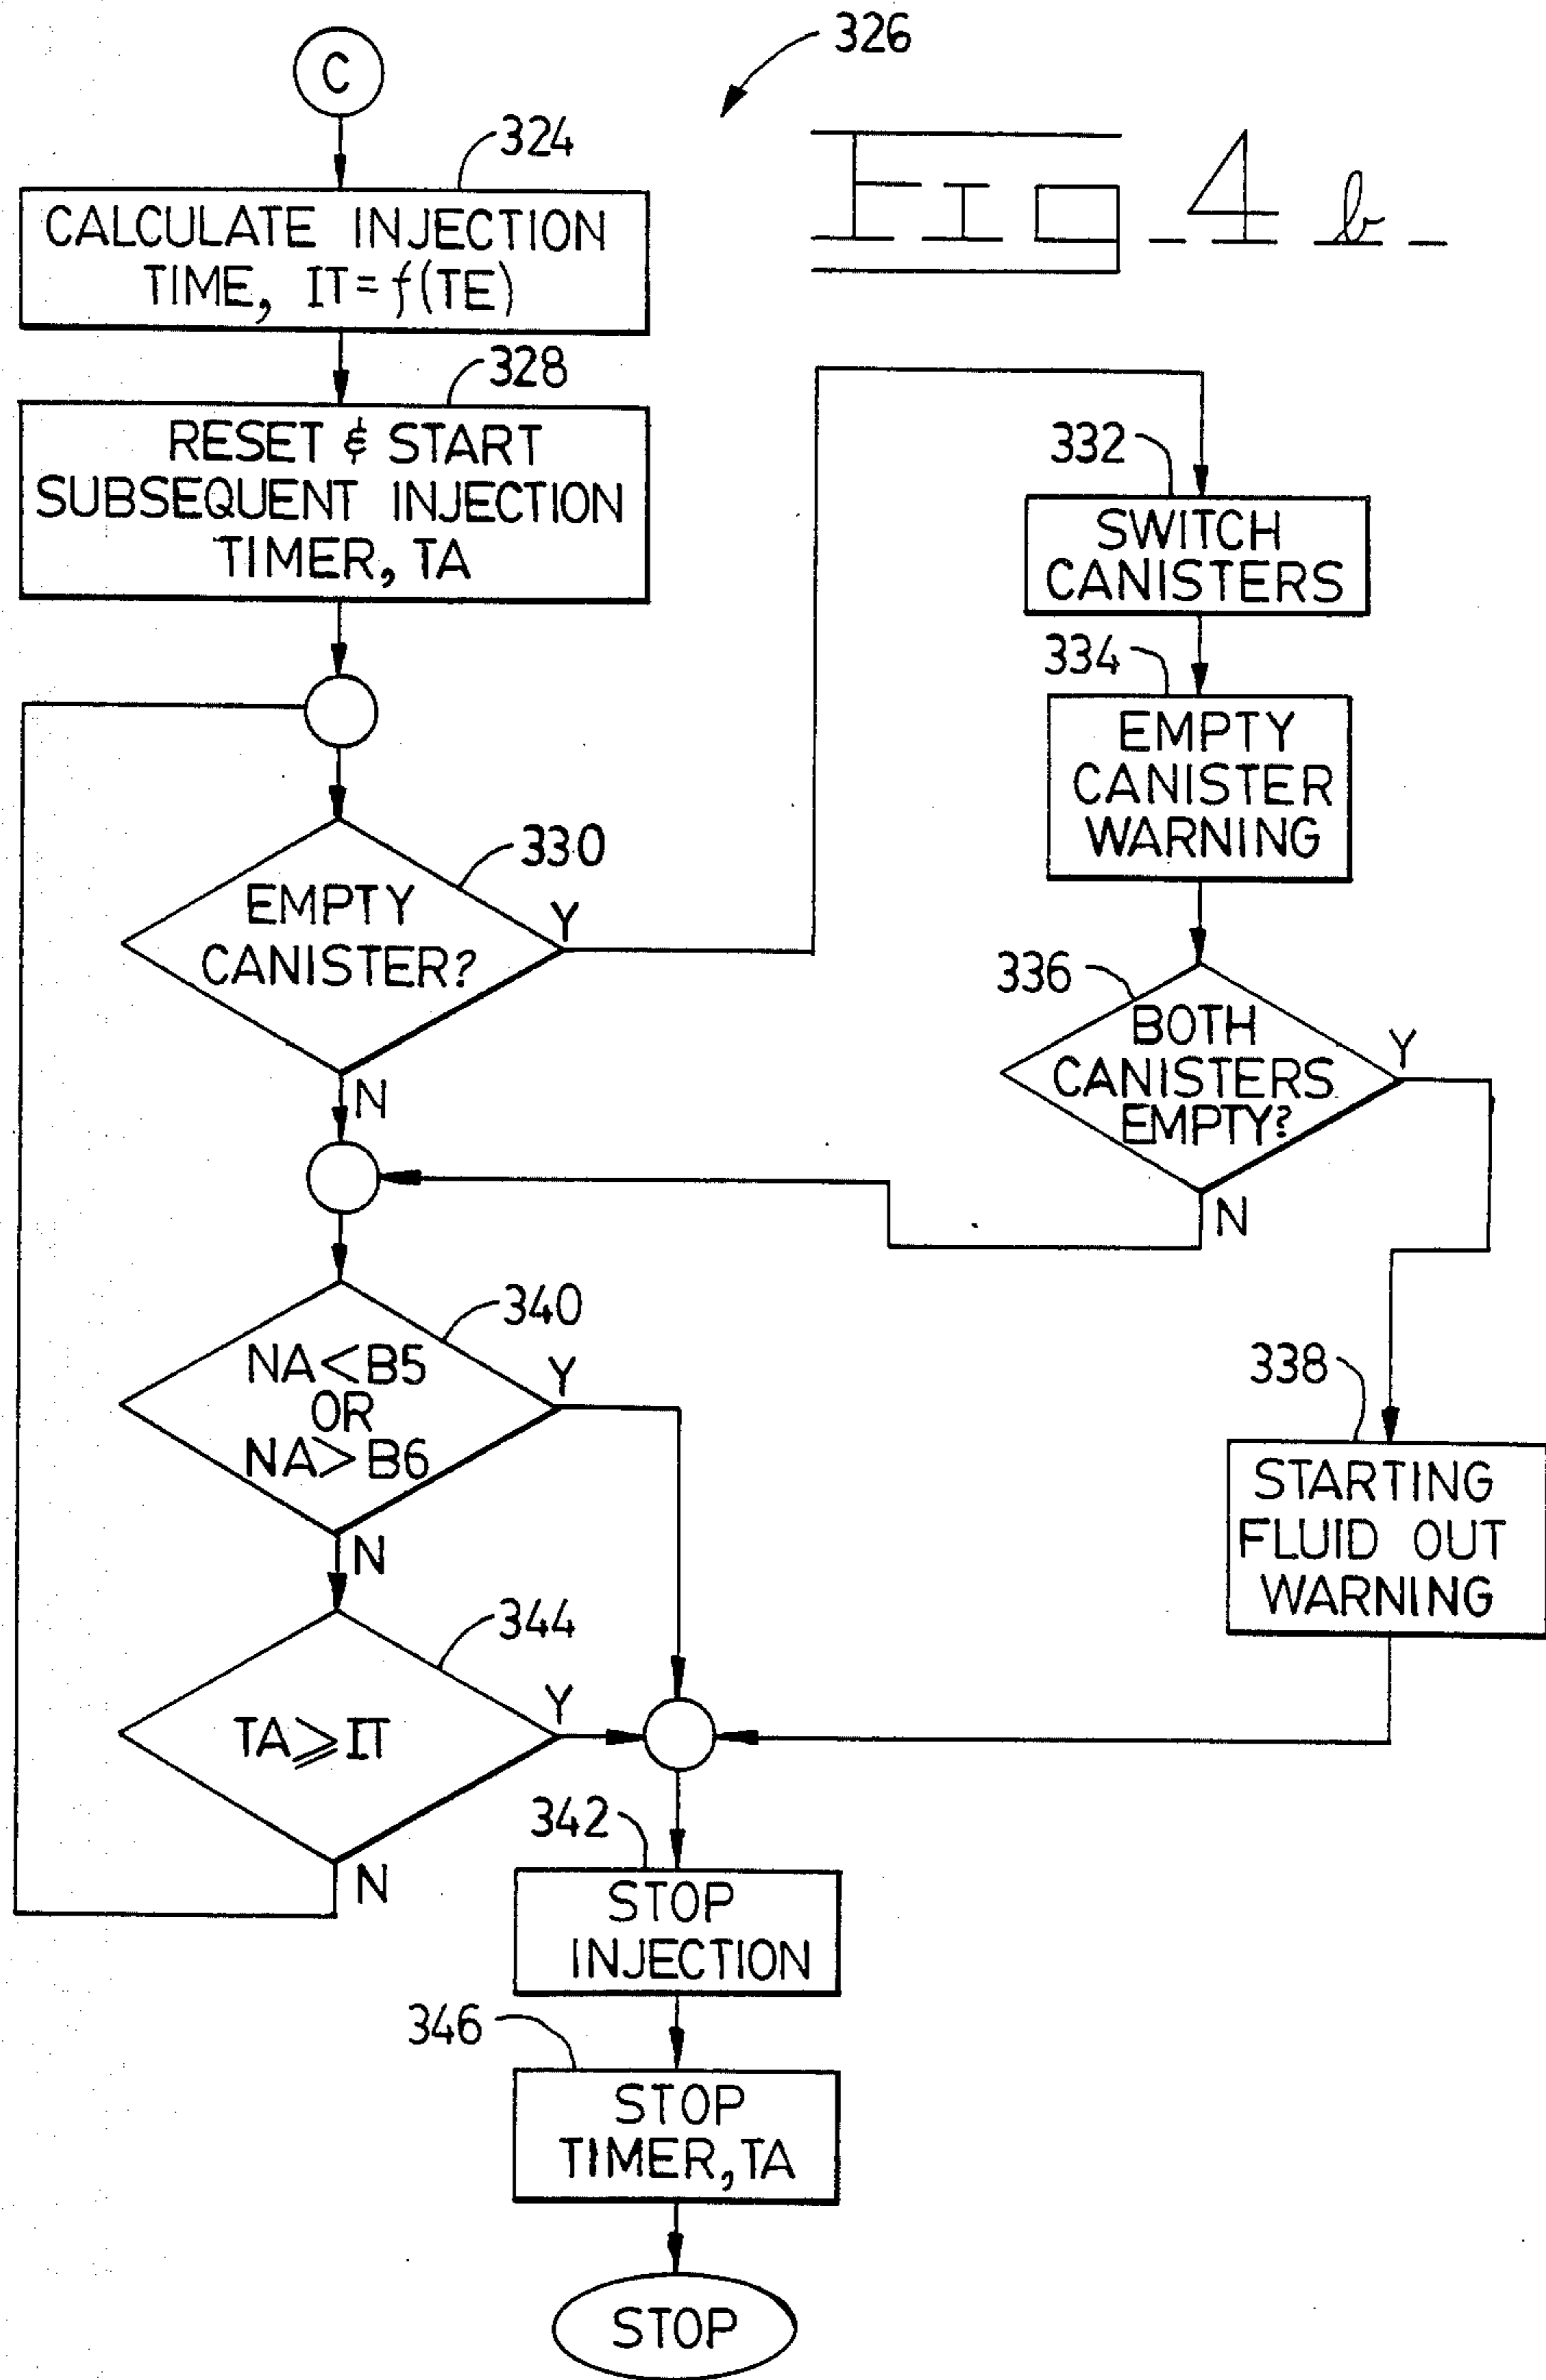 C
326
Fig-4b-
324
CALCULATE INJECTION
TIME, IT = f(TE)
328
RESET & START
SUBSEQUENT INJECTION
TIMER, TA
332
SWITCH
CANISTERS
334
EMPTY
CANISTER
WARNING
330
EMPTY
CANISTER?
Y
N
336
BOTH
CANISTERS
EMPTY?
Y
N
340
NA<B5
OR
NA>B6
Y
N
338
STARTING
FLUID OUT
WARNING
344
TA≥IT
Y
N
342
STOP
INJECTION
346
STOP
TIMER, TA
STOP